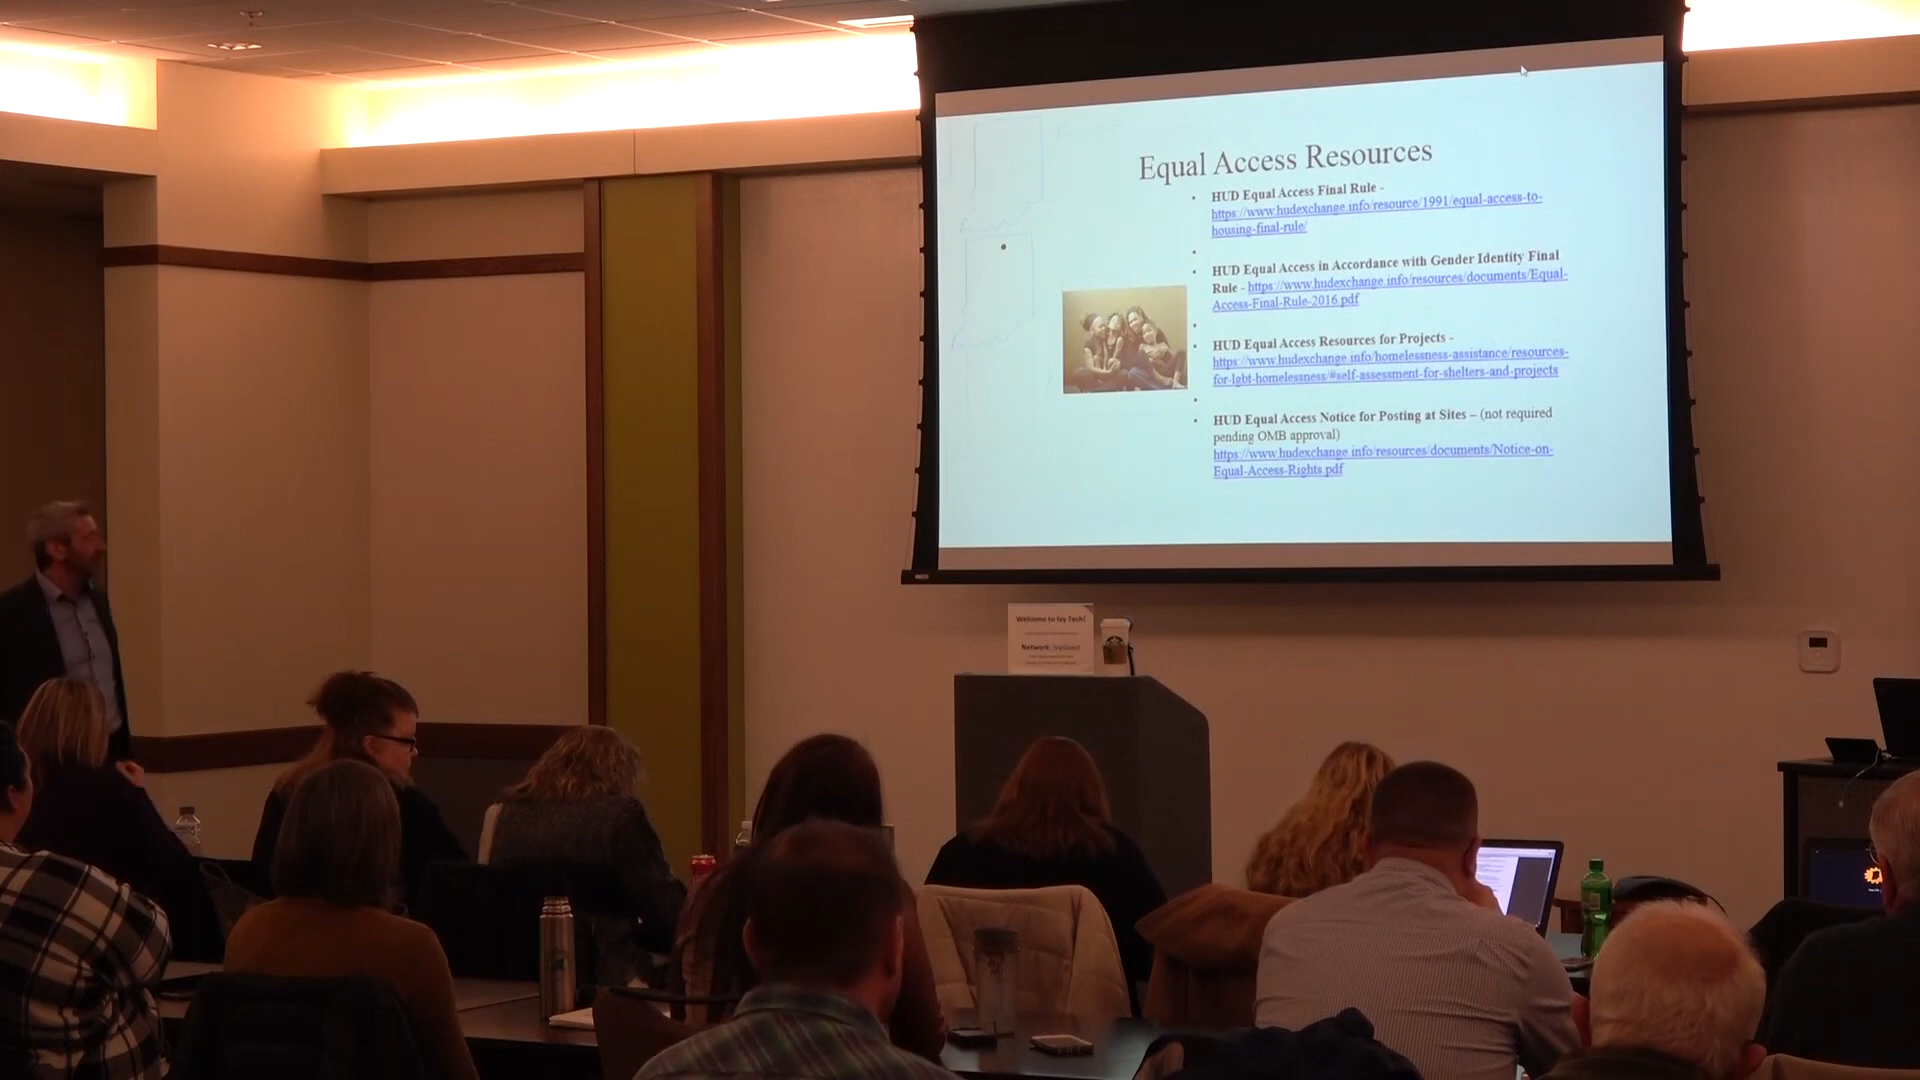 Equal Access Resources
HUD Equal Access Final Rule -
https://www.hudexchange.info/resource/1991/equal-access-to-
housing-final-rule/
HUD Equal Access in Accordance with Gender Identity Final
Rule - https://www.hudexchange.info/resources/documents/Equal-
Access-Final-Rule-2016.pdf
HUD Equal Access Resources for Projects -
https://www.hudexchange.info/homelessness-assistance/resources-
for-lgbt-homelessness/#self-assessment-for-shelters-and-projects
HUD Equal Access Notice for Posting at Sites – (not required
pending OMB approval)
https://www.hudexchange.info/resources/documents/Notice-on-
Equal-Access-Rights.pdf
Welcome to Ivy Tech!
Network: IvyGuest